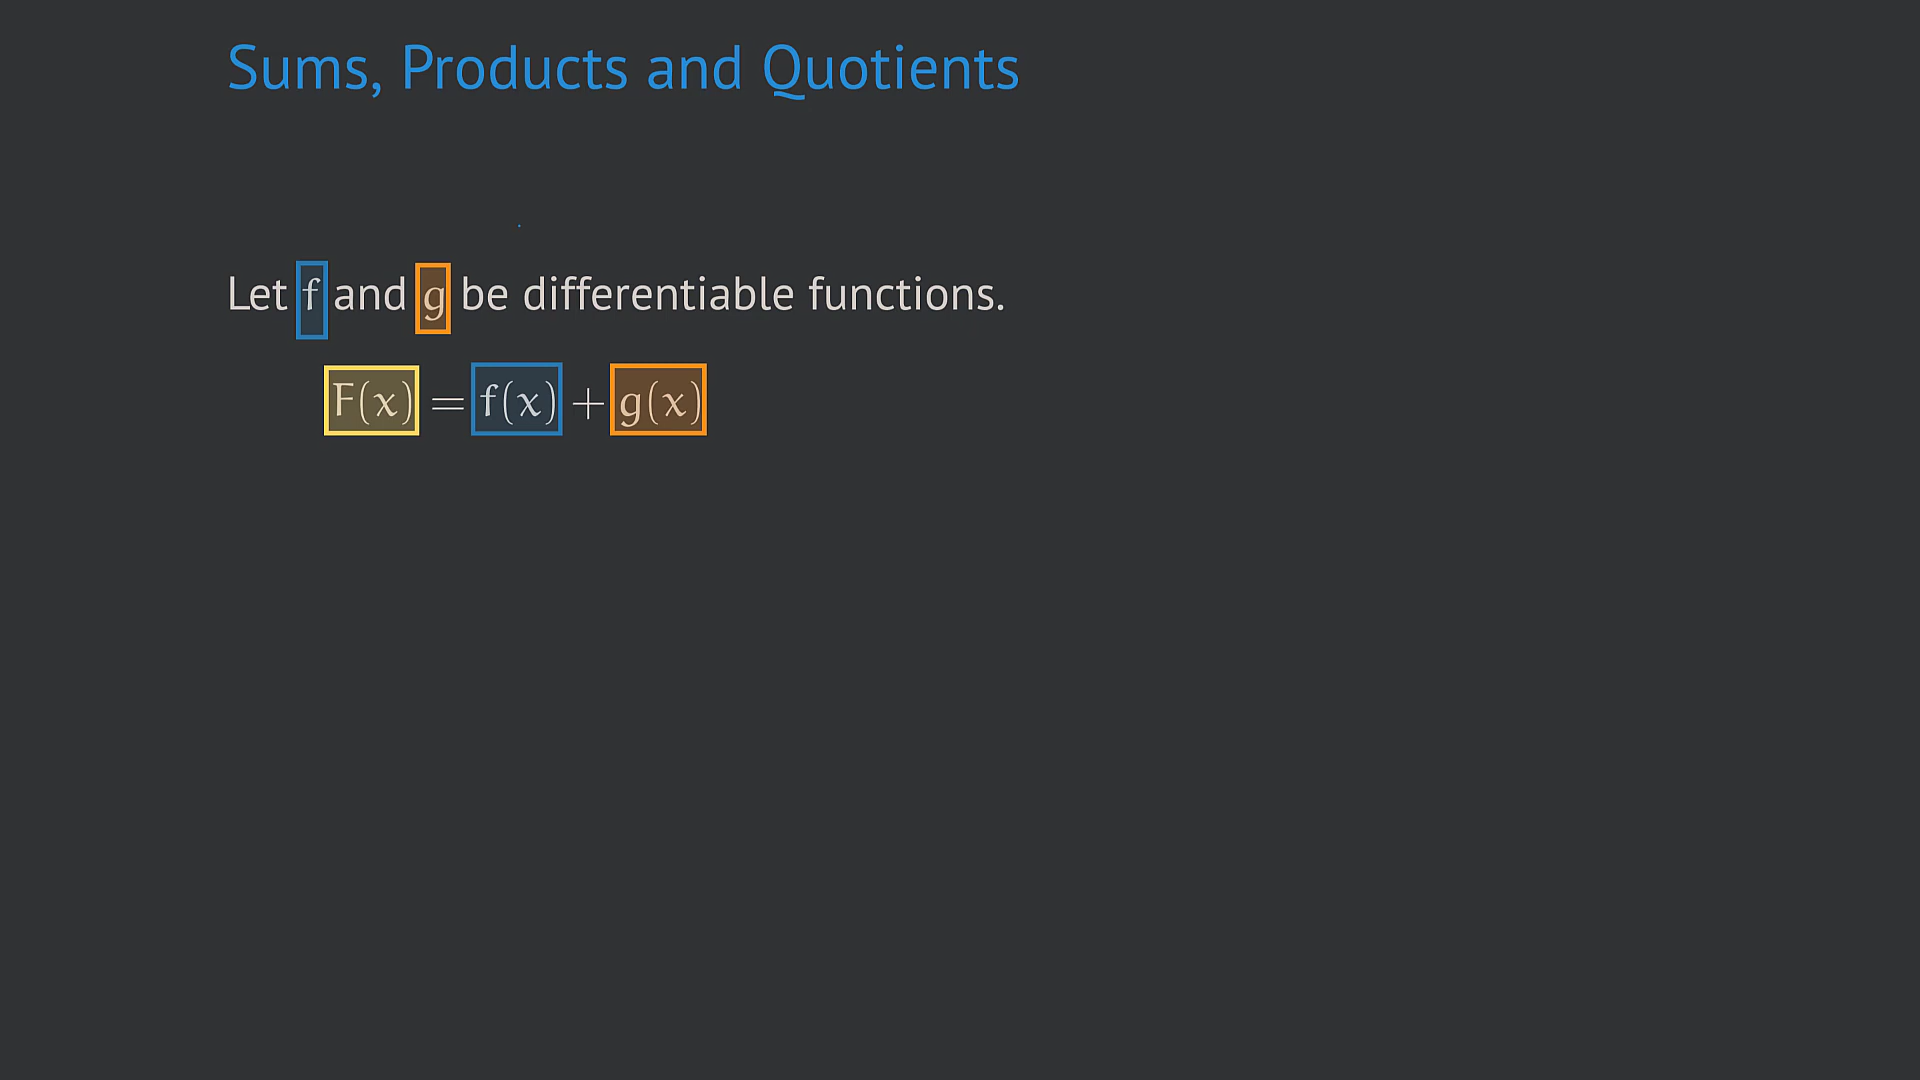 Sums, Products and Quotients
Let f and g be differentiable functions.
F(x) = f(x) + g(x)